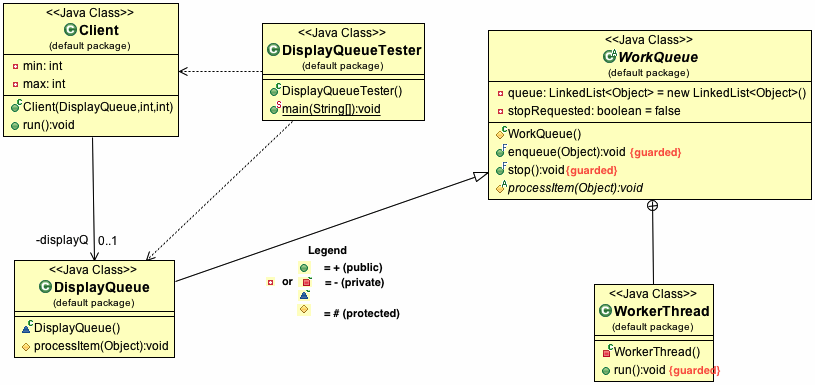 <<Java Class>>
Client
(default package)
min: int
max: int
Client(DisplayQueue,int,int)
run():void
<<Java Class>>
DisplayQueueTester
(default package)
DisplayQueueTester()
main(String[]):void
<<Java Class>>
WorkQueue
(default package)
queue: LinkedList<Object> = new LinkedList<Object>()
stopRequested: boolean = false
WorkQueue()
enqueue(Object):void {guarded}
stop():void{guarded}
processItem(Object):void
-displayQ 0..1
<<Java Class>>
DisplayQueue
(default package)
DisplayQueue()
processItem(Object):void
Legend
= + (public)
or = - (private)
= # (protected)
<<Java Class>>
WorkerThread
(default package)
WorkerThread()
run():void {guarded}